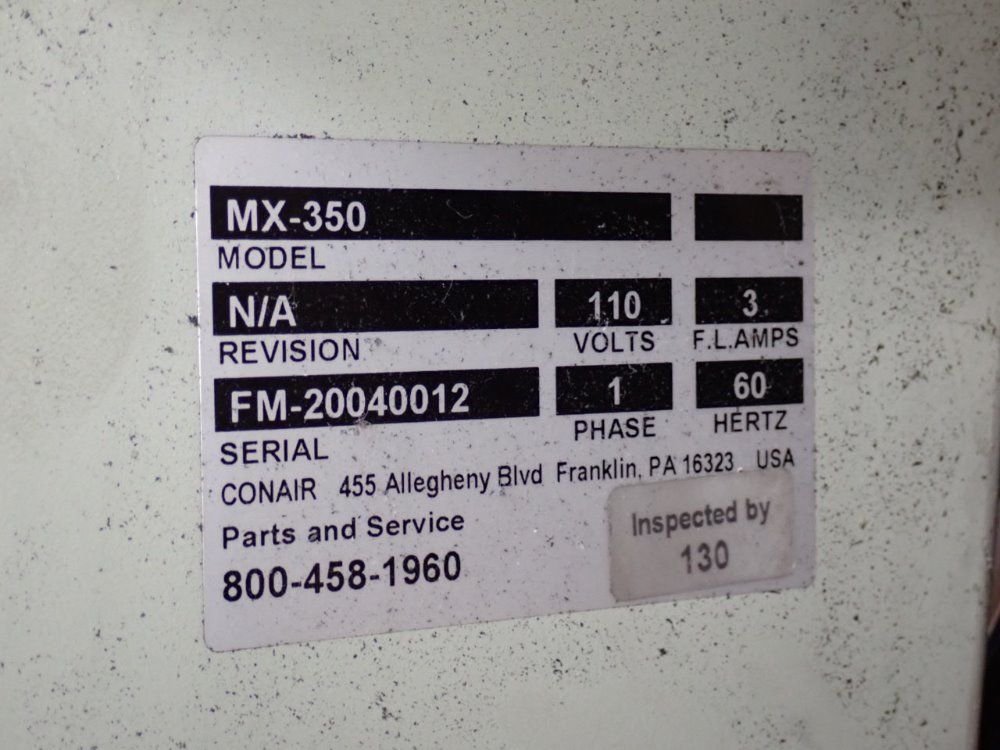 MX-350
MODEL
N/A 110 3
REVISION VOLTS F.L.AMPS
FM-20040012 1 60
SERIAL PHASE HERTZ
CONAIR 455 Allegheny Blvd Franklin, PA 16323 USA
Parts and Service
800-458-1960
Inspected by
130